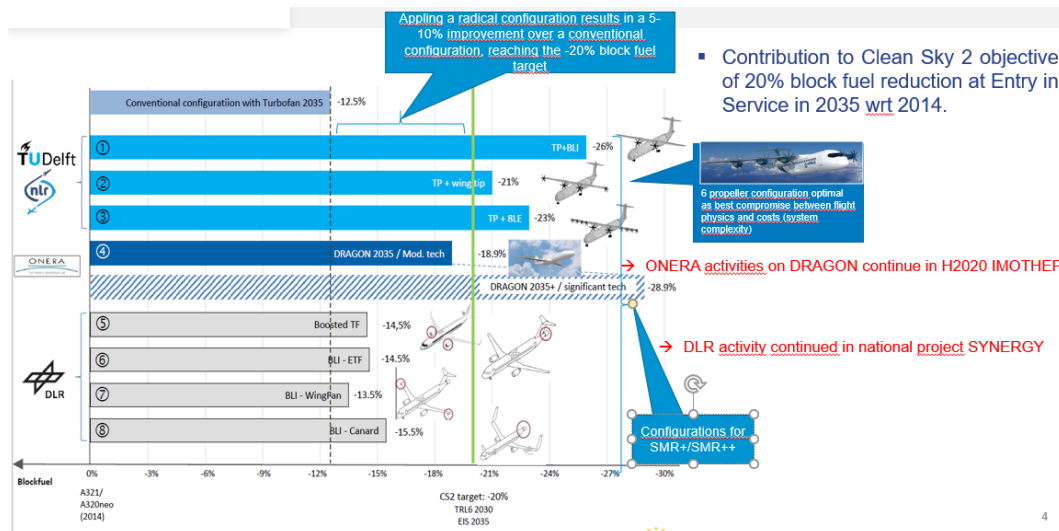 Appling a radical configuration results in a 5-
10% improvement over a conventional
configuration, reaching the -20% block fuel
target
▪ Contribution to Clean Sky 2 objective
of 20% block fuel reduction at Entry in
Service in 2035 wrt 2014.
Conventional configuratiion with Turbofan 2035
-12.5%
TUDelft
nlr
①
TP+BLI
-26%
②
TP + wing tip
-21%
③
TP + 8LE
-23%
6 propeller configuration optimal
as best compromise between flight
physics and costs (system
complexity)
ONERA
④
DRAGON 2035 / Mod. tech
-18.9%
→ ONERA activities on DRAGON continue in H2020 IMOTHER
DRAGON 2035+ / significant tech
-28.9%
DLR
⑤
Boosted TF
-14,5%
⑥
BLI - ETF
-14.5%
⑦
BLI - WingFan
-13.5%
⑧
BLI - Canard
-15.5%
→ DLR activity continued in national project SYNERGY
Configurations for
SMR+/SMR++
Blockfuel
0% -3% -6% -9% -12% -15% -18% -21% -24% -27% -30%
A321/
A320neo
(2014)
CS2 target: -20%
TRL6 2030
EIS 2035
4